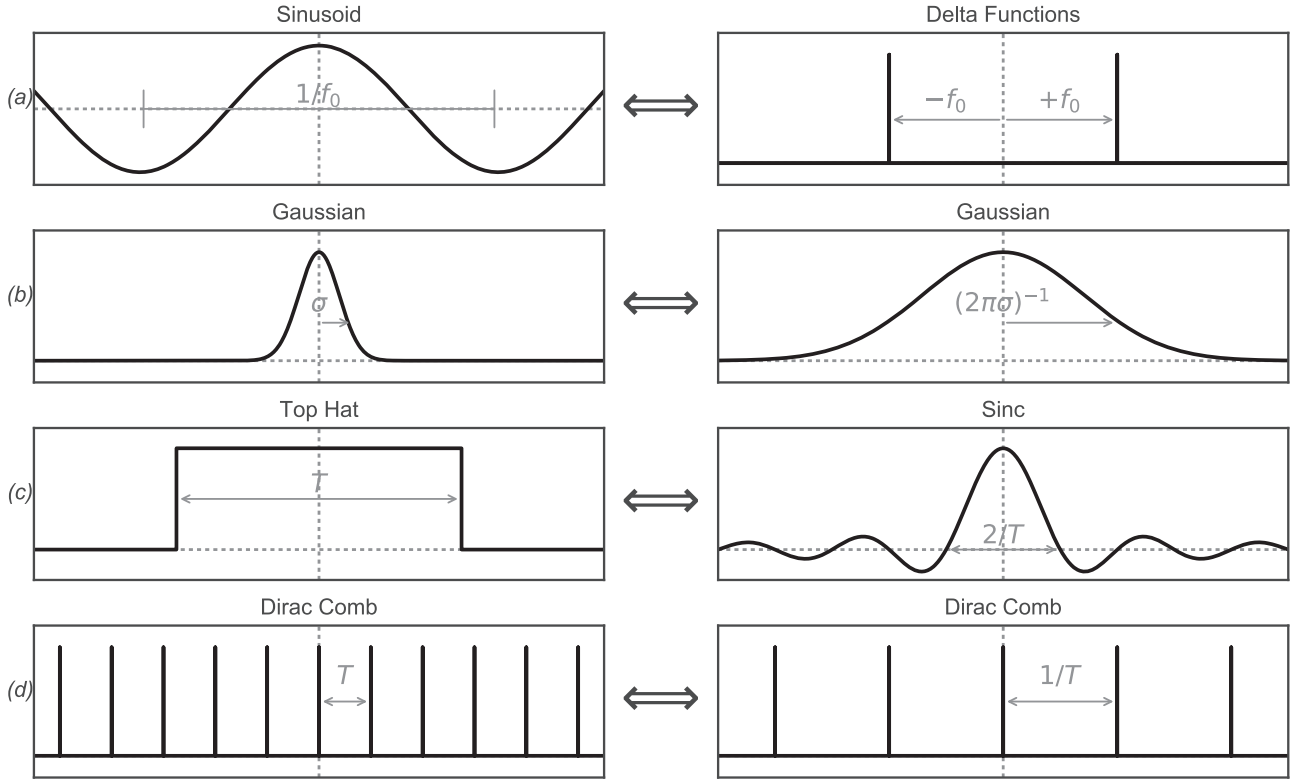 Sinusoid
Delta Functions
(a)
1/f₀
−f₀
+f₀
Gaussian
Gaussian
(b)
σ
(2πσ)⁻¹
Top Hat
Sinc
(c)
T
2/T
Dirac Comb
Dirac Comb
(d)
T
1/T